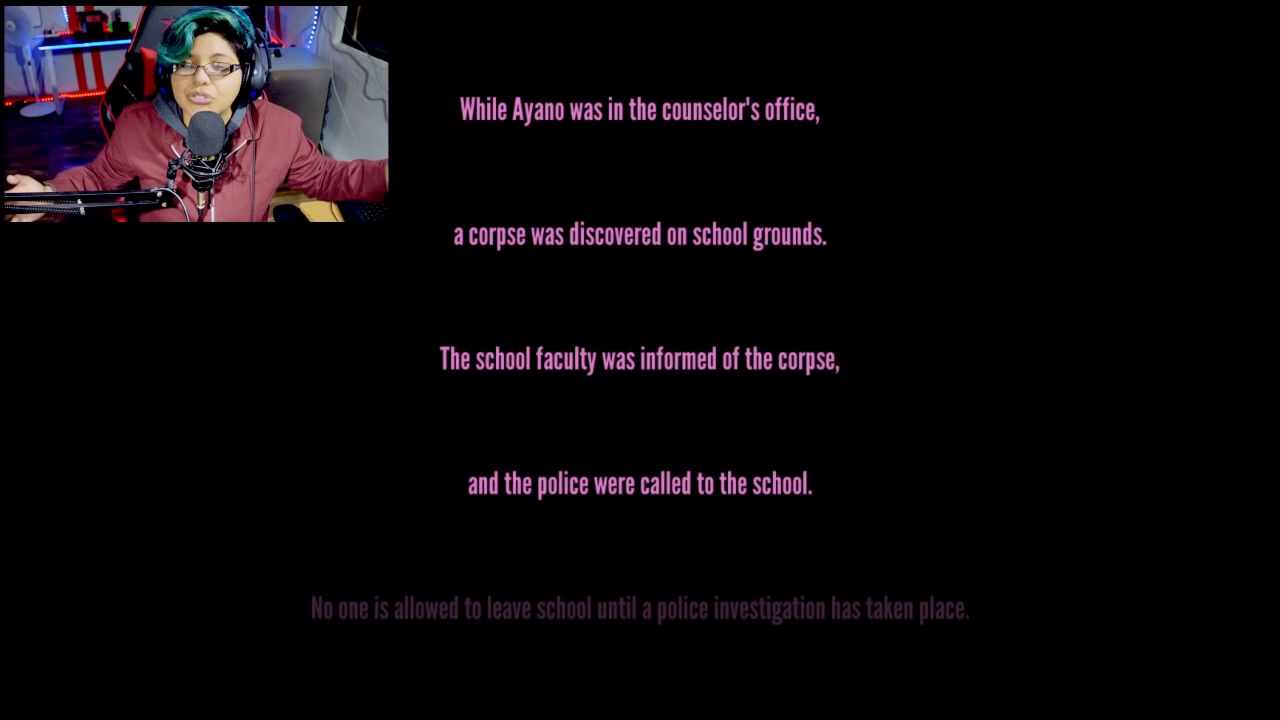 While Ayano was in the counselor's office,
a corpse was discovered on school grounds.
The school faculty was informed of the corpse,
and the police were called to the school.
No one is allowed to leave school until a police investigation has taken place.